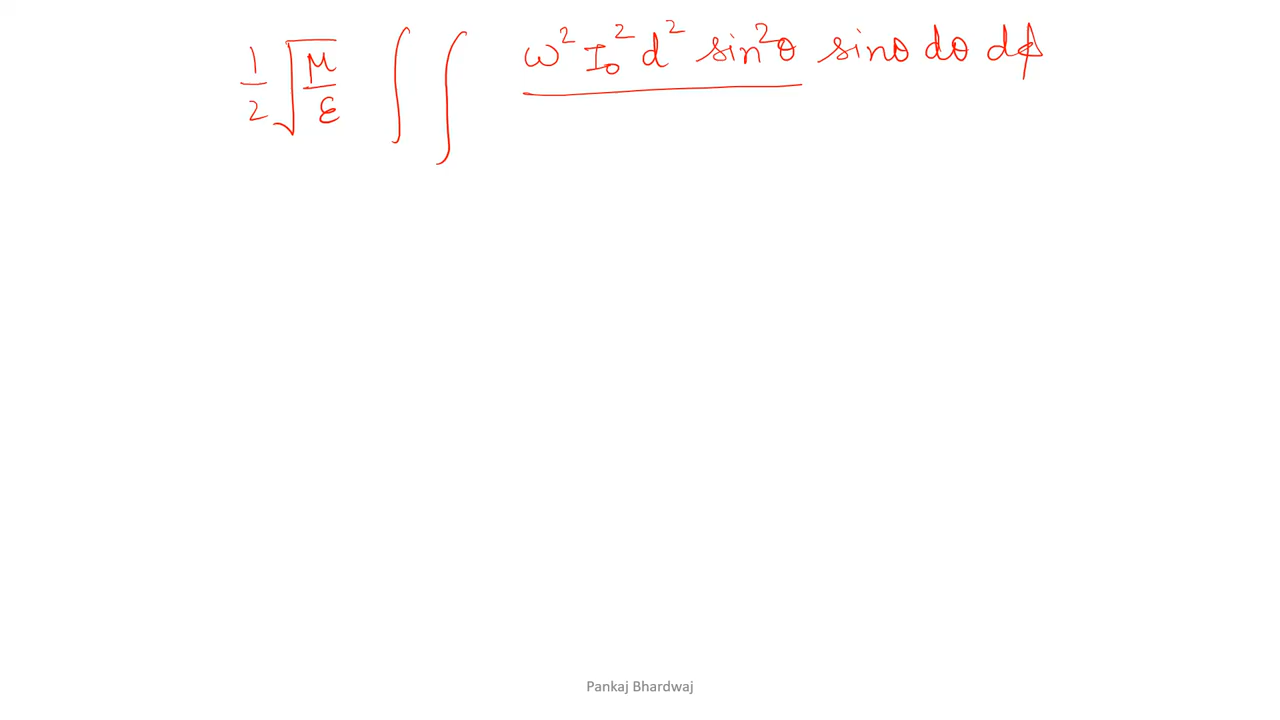 1/2 √(μ/ε) ∫ ∫ ω² I₀² d² sin²θ sinθ dθ dϕ
Pankaj Bhardwaj